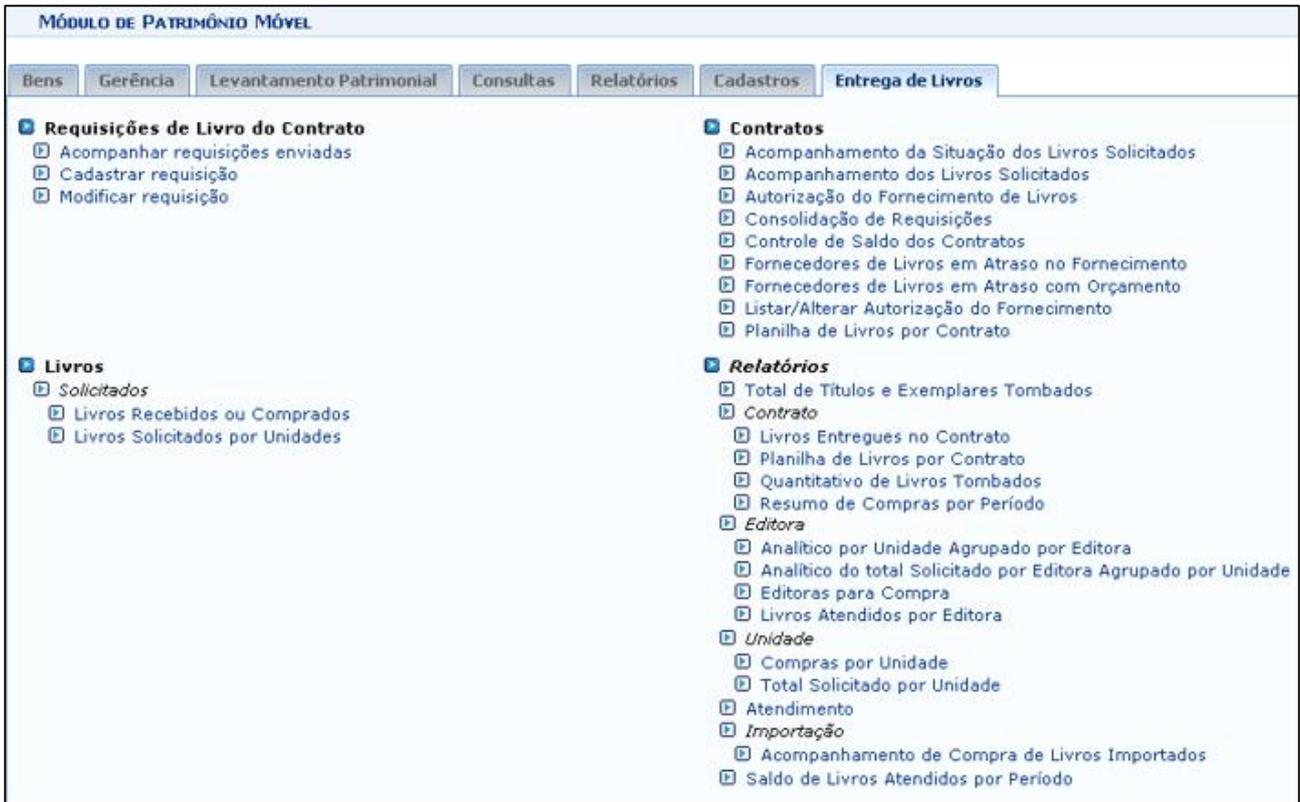 MÓDULO DE PATRIMÔNIO MÓVEL
Bens Gerência Levantamento Patrimonial Consultas Relatórios Cadastros Entrega de Livros
Requisições de Livro do Contrato
Acompanhar requisições enviadas
Cadastrar requisição
Modificar requisição
Contratos
Acompanhamento da Situação dos Livros Solicitados
Acompanhamento dos Livros Solicitados
Autorização do Fornecimento de Livros
Consolidação de Requisições
Controle de Saldo dos Contratos
Fornecedores de Livros em Atraso no Fornecimento
Fornecedores de Livros em Atraso com Orçamento
Listar/Alterar Autorização do Fornecimento
Planilha de Livros por Contrato
Livros
Solicitados
Livros Recebidos ou Comprados
Livros Solicitados por Unidades
Relatórios
Total de Títulos e Exemplares Tombados
Contrato
Livros Entregues no Contrato
Planilha de Livros por Contrato
Quantitativo de Livros Tombados
Resumo de Compras por Período
Editora
Analítico por Unidade Agrupado por Editora
Analítico do total Solicitado por Editora Agrupado por Unidade
Editoras para Compra
Livros Atendidos por Editora
Unidade
Compras por Unidade
Total Solicitado por Unidade
Atendimento
Importação
Acompanhamento de Compra de Livros Importados
Saldo de Livros Atendidos por Período